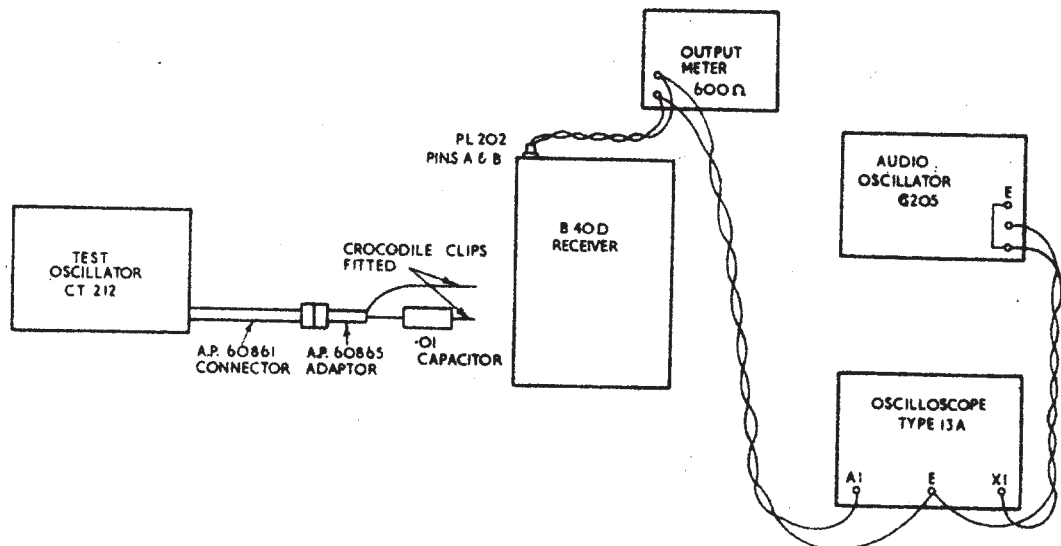 OUTPUT
METER
600Ω
PL 202
PINS A & B
AUDIO
OSCILLATOR
G205
E
B 40 D
RECEIVER
TEST
OSCILLATOR
CT 212
CROCODILE CLIPS
FITTED
A.P. 60861
CONNECTOR
A.P. 60865
ADAPTOR
·01
CAPACITOR
OSCILLOSCOPE
TYPE 13A
A1 E X1